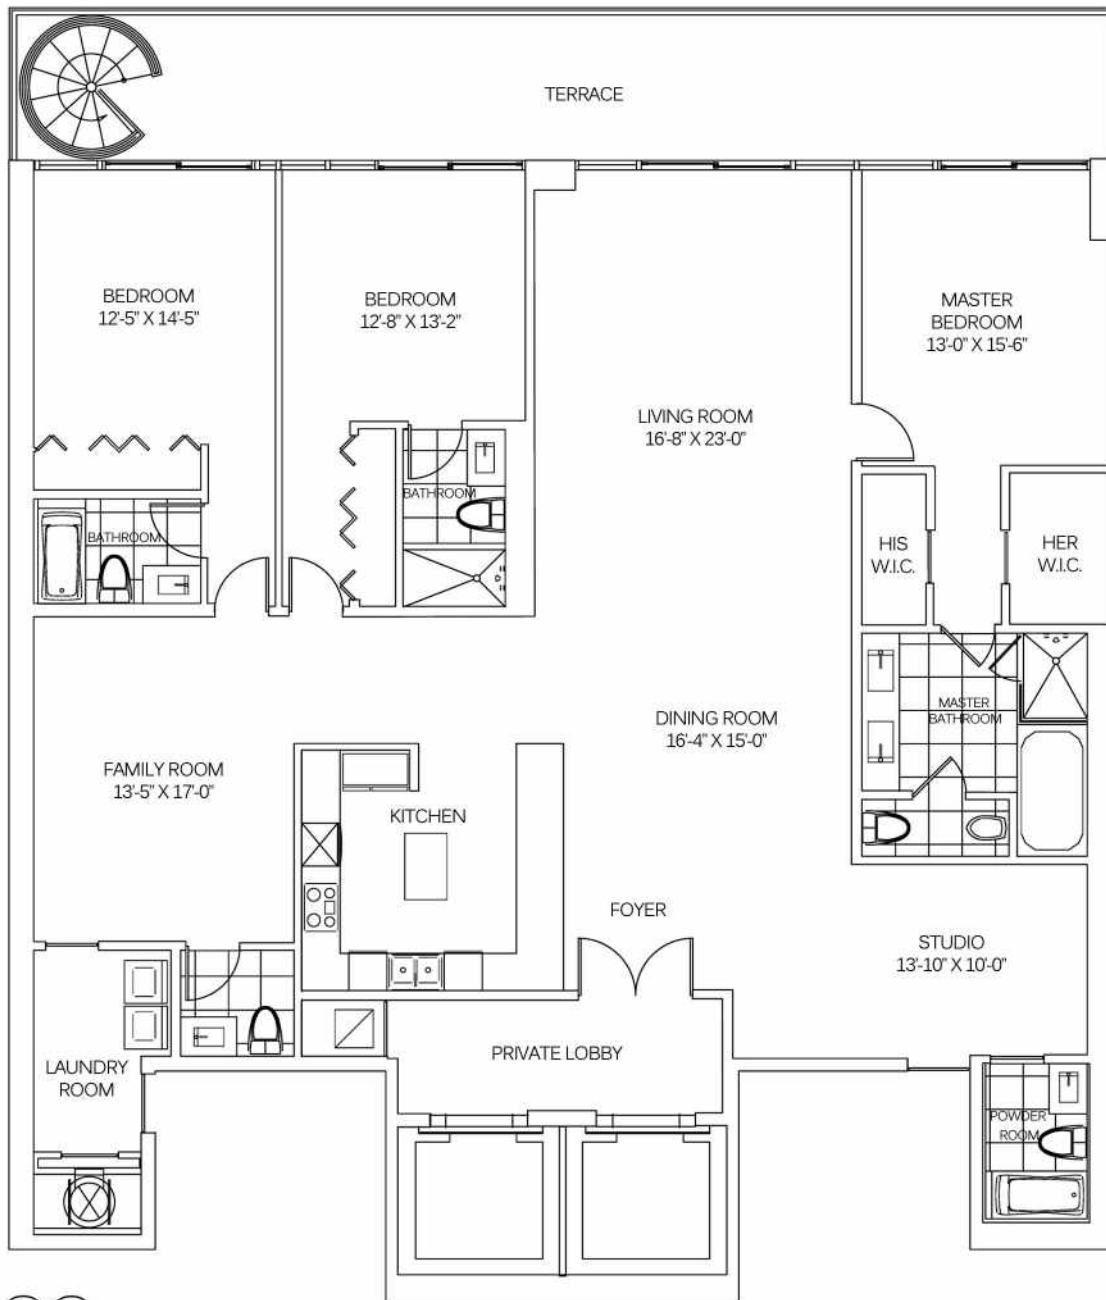 TERRACE
BEDROOM
12'-5" X 14'-5"
BEDROOM
12'-8" X 13'-2"
MASTER
BEDROOM
13'-0" X 15'-6"
LIVING ROOM
16'-8" X 23'-0"
BATHROOM
BATHROOM
HIS
W.I.C.
HER
W.I.C.
MASTER
BATHROOM
DINING ROOM
16'-4" X 15'-0"
FAMILY ROOM
13'-5" X 17'-0"
KITCHEN
FOYER
STUDIO
13'-10" X 10'-0"
PRIVATE LOBBY
LAUNDRY
ROOM
POWDER
ROOM